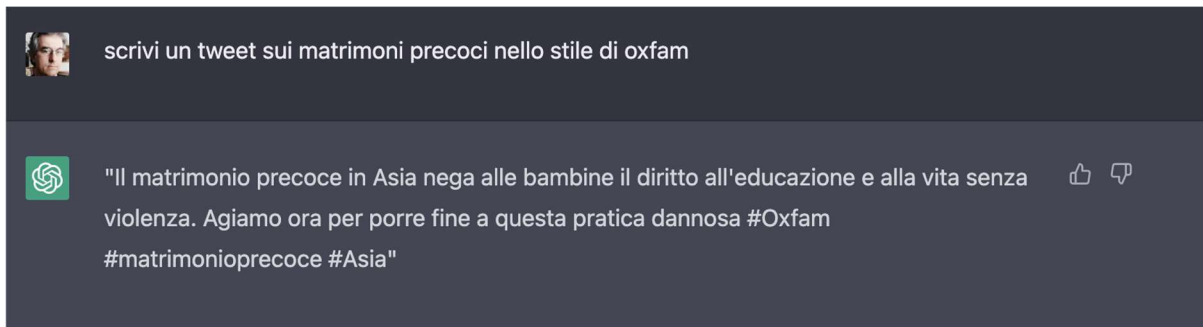 scrivi un tweet sui matrimoni precoci nello stile di oxfam
"Il matrimonio precoce in Asia nega alle bambine il diritto all'educazione e alla vita senza
violenza. Agiamo ora per porre fine a questa pratica dannosa #Oxfam
#matrimonioprecoce #Asia"